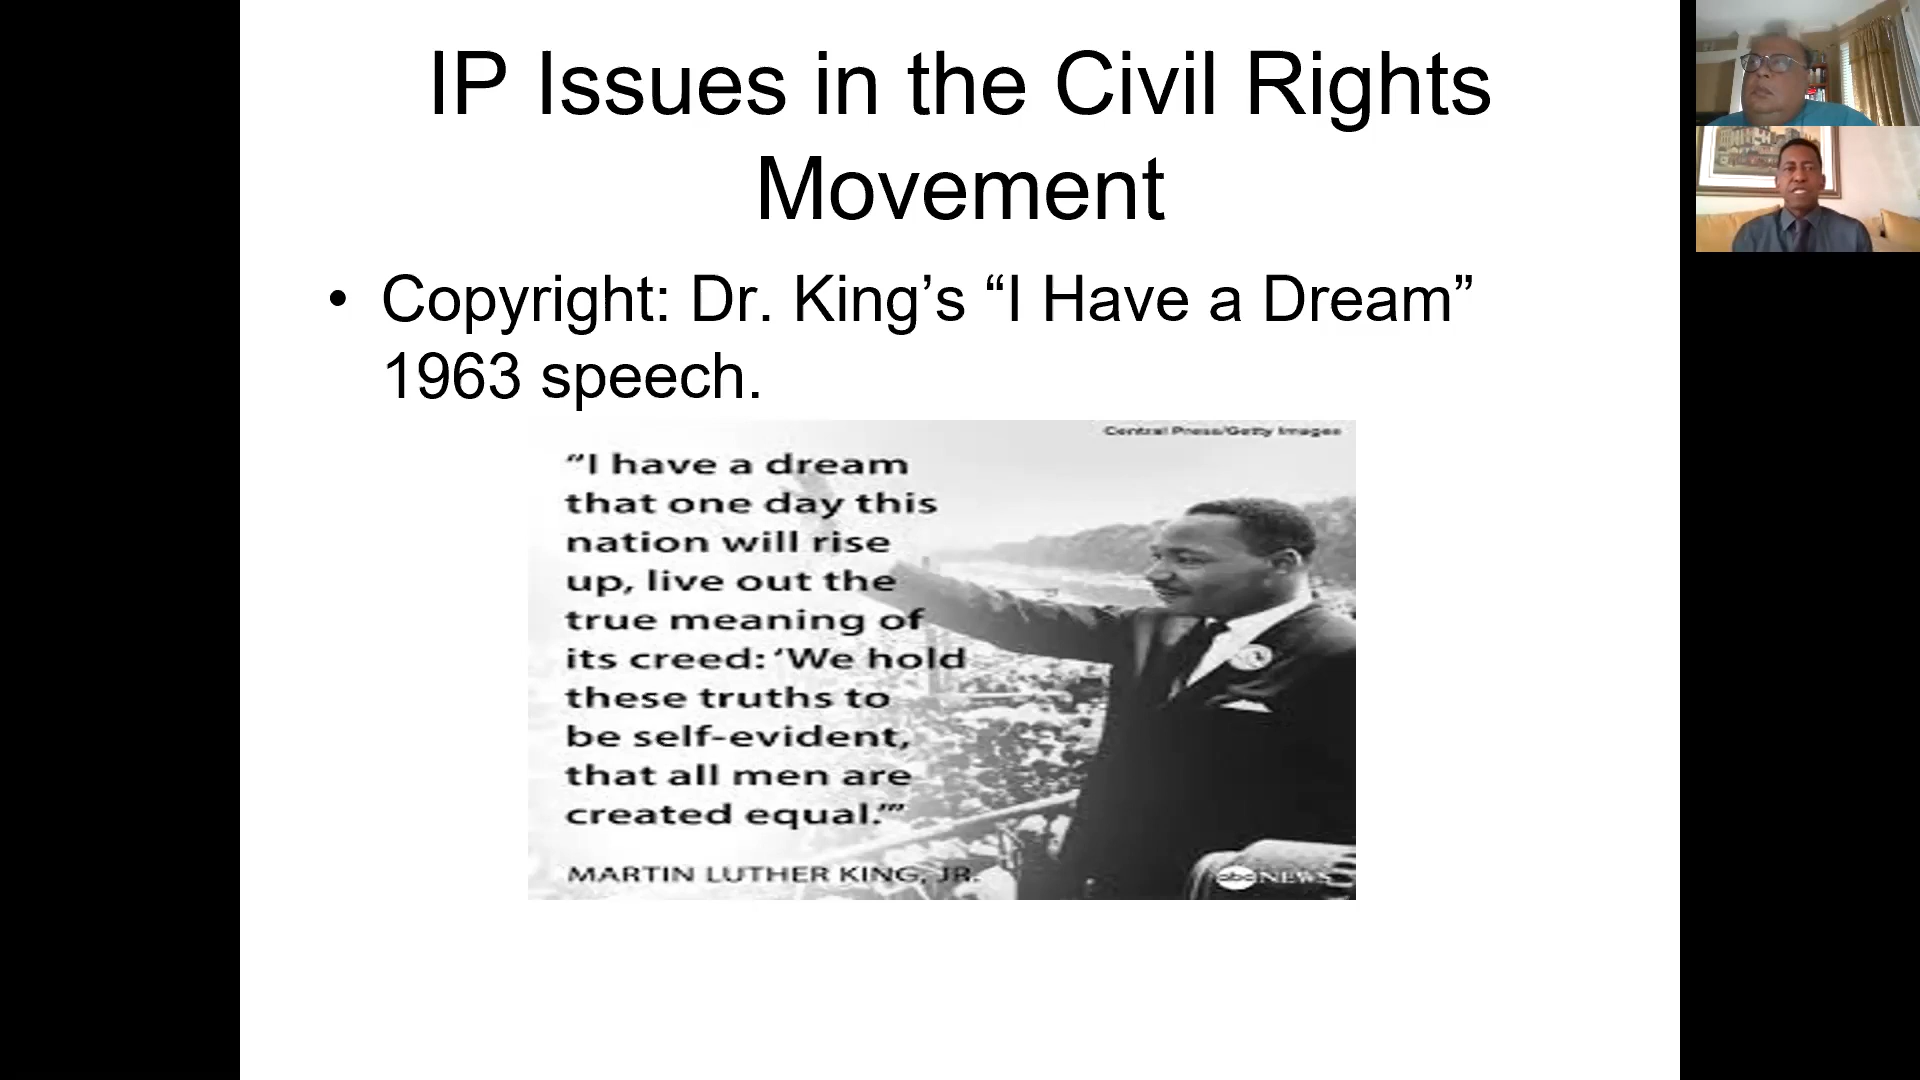 IP Issues in the Civil Rights
Movement
• Copyright: Dr. King’s “I Have a Dream”
1963 speech.
Central Press/Getty Images
“I have a dream
that one day this
nation will rise
up, live out the
true meaning of
its creed: ‘We hold
these truths to
be self-evident,
that all men are
created equal.’”
MARTIN LUTHER KING, JR.
abc NEWS